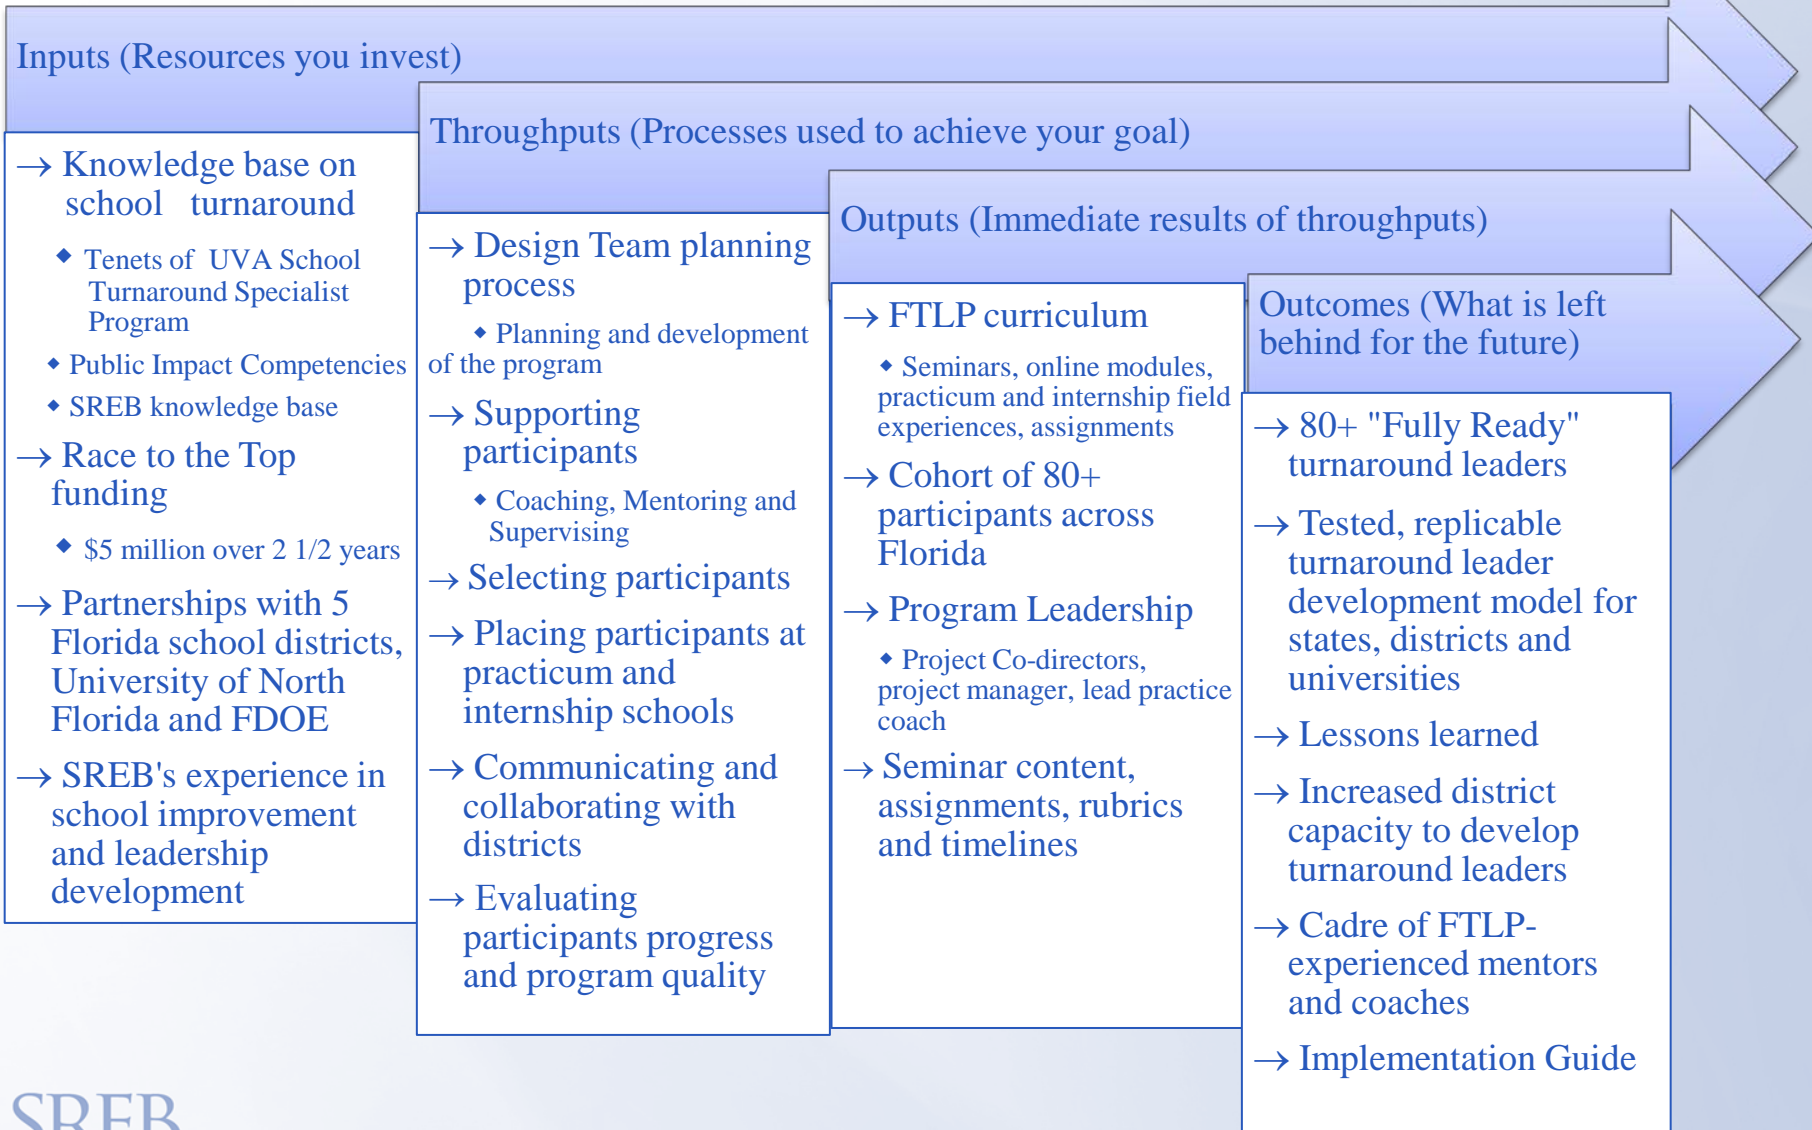 Inputs (Resources you invest)
→ Knowledge base on
school turnaround
◆ Tenets of UVA School
Turnaround Specialist
Program
◆ Public Impact Competencies
◆ SREB knowledge base
→ Race to the Top
funding
◆ $5 million over 2 1/2 years
→ Partnerships with 5
Florida school districts,
University of North
Florida and FDOE
→ SREB's experience in
school improvement
and leadership
development
Throughputs (Processes used to achieve your goal)
→ Design Team planning
process
◆ Planning and development
of the program
→ Supporting
participants
◆ Coaching, Mentoring and
Supervising
→ Selecting participants
→ Placing participants at
practicum and
internship schools
→ Communicating and
collaborating with
districts
→ Evaluating
participants progress
and program quality
Outputs (Immediate results of throughputs)
→ FTLP curriculum
◆ Seminars, online modules,
practicum and internship field
experiences, assignments
→ Cohort of 80+
participants across
Florida
→ Program Leadership
◆ Project Co-directors,
project manager, lead practice
coach
→ Seminar content,
assignments, rubrics
and timelines
Outcomes (What is left
behind for the future)
→ 80+ "Fully Ready"
turnaround leaders
→ Tested, replicable
turnaround leader
development model for
states, districts and
universities
→ Lessons learned
→ Increased district
capacity to develop
turnaround leaders
→ Cadre of FTLP-
experienced mentors
and coaches
→ Implementation Guide
SREB